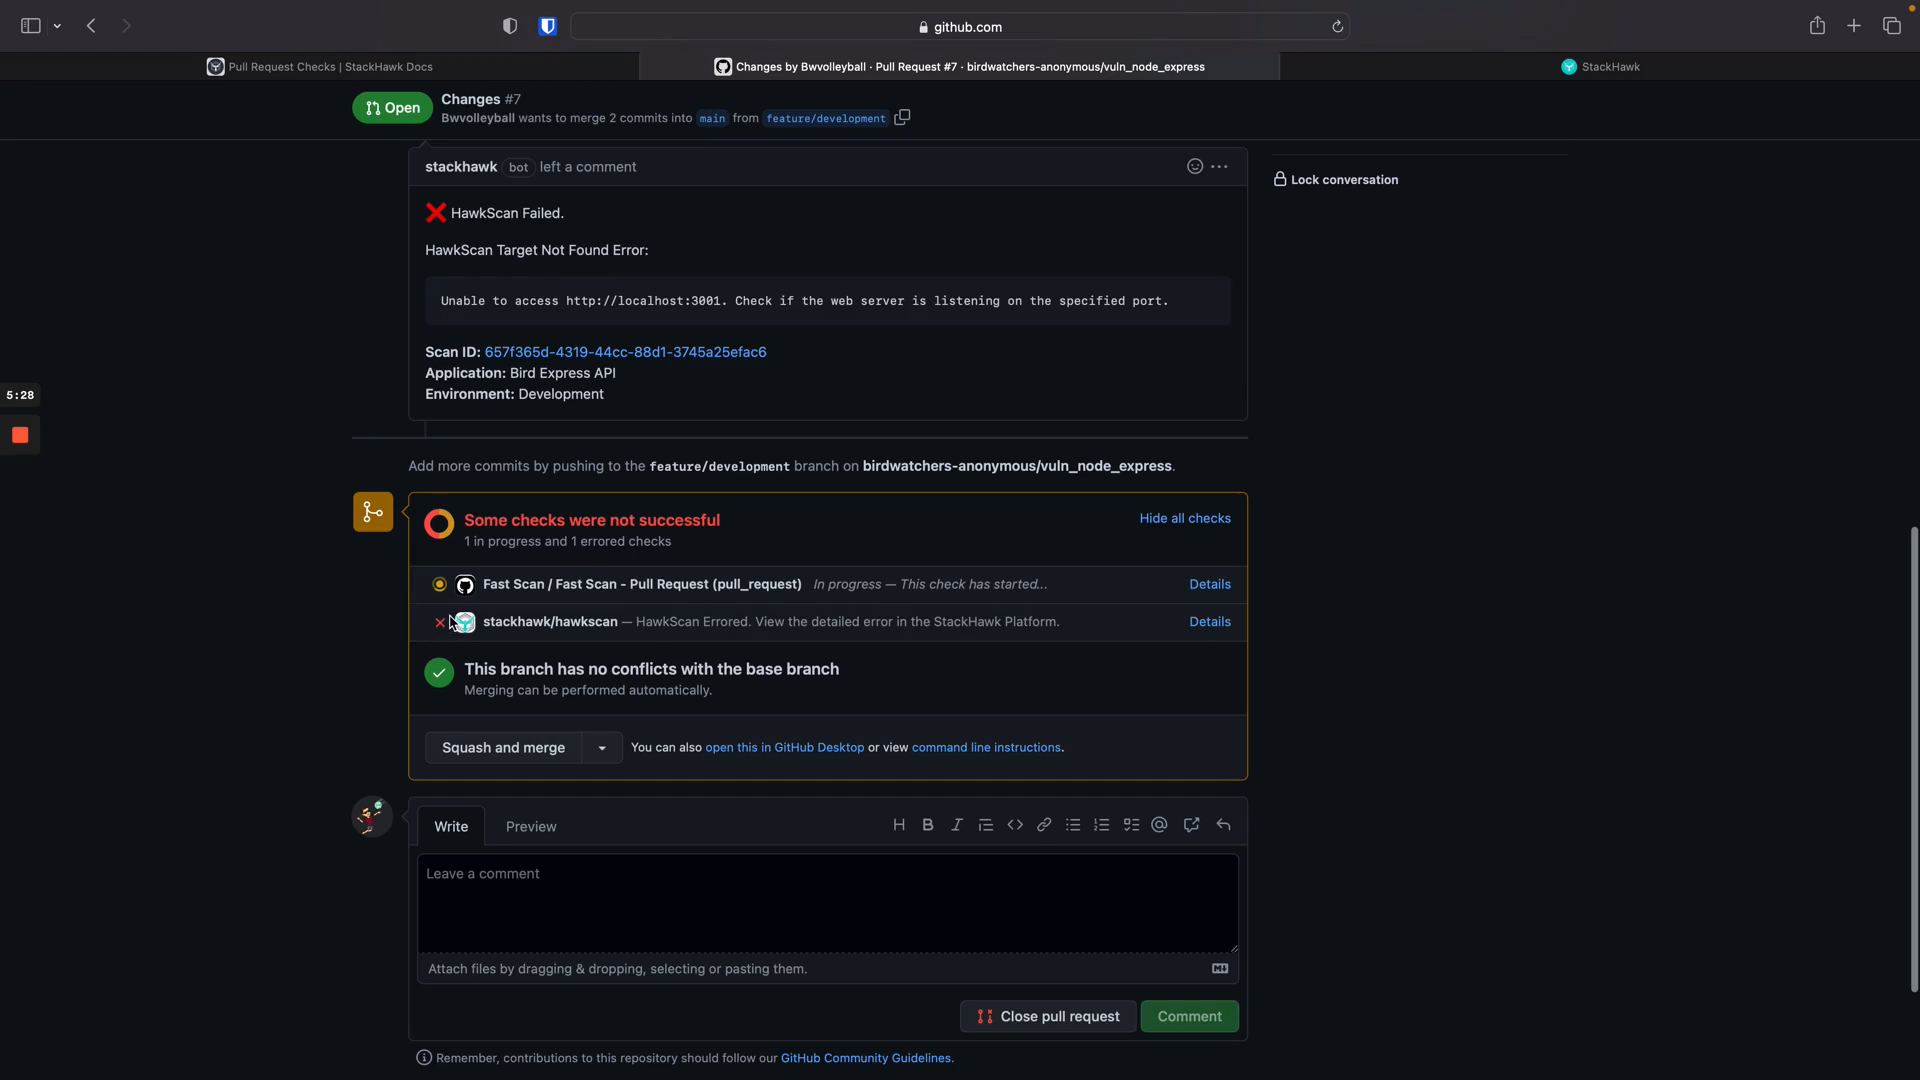 github.com
Pull Request Checks | StackHawk Docs
Changes by Bwvolleyball · Pull Request #7 · birdwatchers-anonymous/vuln_node_express
StackHawk
Open
Changes #7
Bwvolleyball wants to merge 2 commits into main from feature/development
stackhawk bot left a comment
Lock conversation
HawkScan Failed.
HawkScan Target Not Found Error:
Unable to access http://localhost:3001. Check if the web server is listening on the specified port.
Scan ID: 657f365d-4319-44cc-88d1-3745a25efac6
Application: Bird Express API
Environment: Development
5:28
Add more commits by pushing to the feature/development branch on birdwatchers-anonymous/vuln_node_express.
Some checks were not successful
Hide all checks
1 in progress and 1 errored checks
Fast Scan / Fast Scan - Pull Request (pull_request) In progress — This check has started...
Details
stackhawk/hawkscan — HawkScan Errored. View the detailed error in the StackHawk Platform.
Details
This branch has no conflicts with the base branch
Merging can be performed automatically.
Squash and merge
You can also open this in GitHub Desktop or view command line instructions.
Write
Preview
Leave a comment
Attach files by dragging & dropping, selecting or pasting them.
Close pull request
Comment
Remember, contributions to this repository should follow our GitHub Community Guidelines.